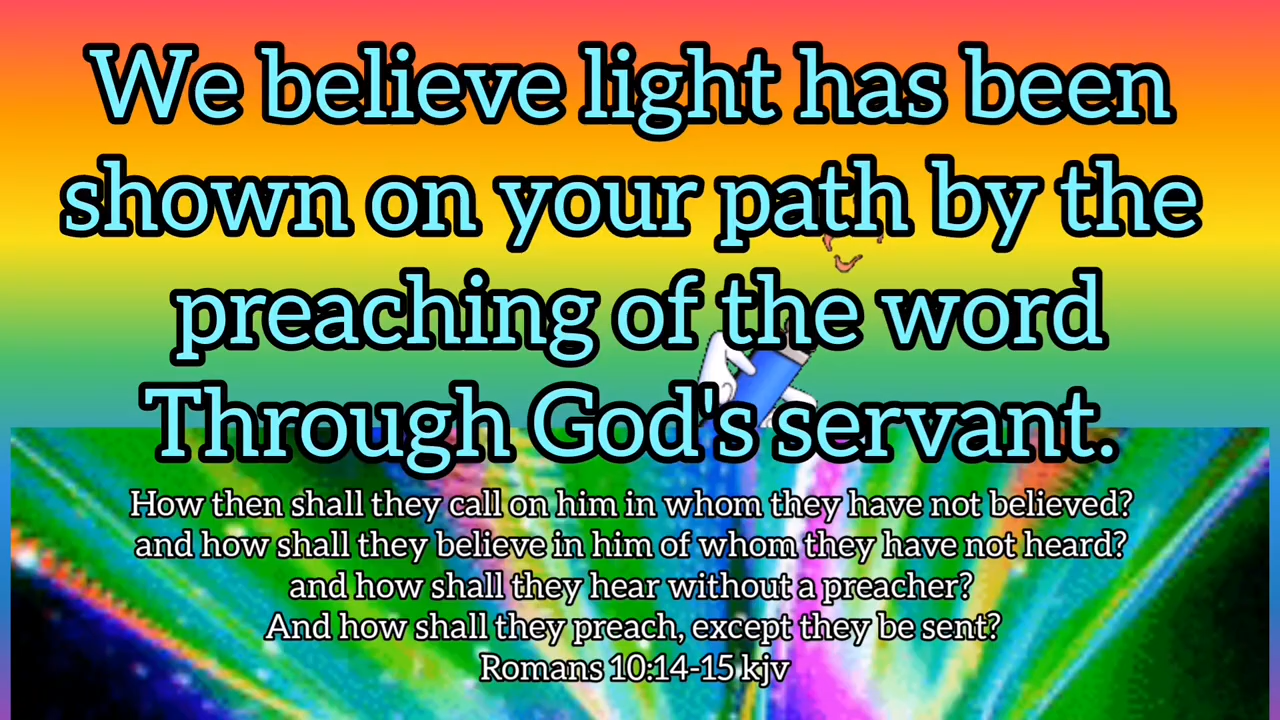 We believe light has been
shown on your path by the
preaching of the word
Through God's servant.
How then shall they call on him in whom they have not believed?
and how shall they believe in him of whom they have not heard?
and how shall they hear without a preacher?
And how shall they preach, except they be sent?
Romans 10:14-15 kjv